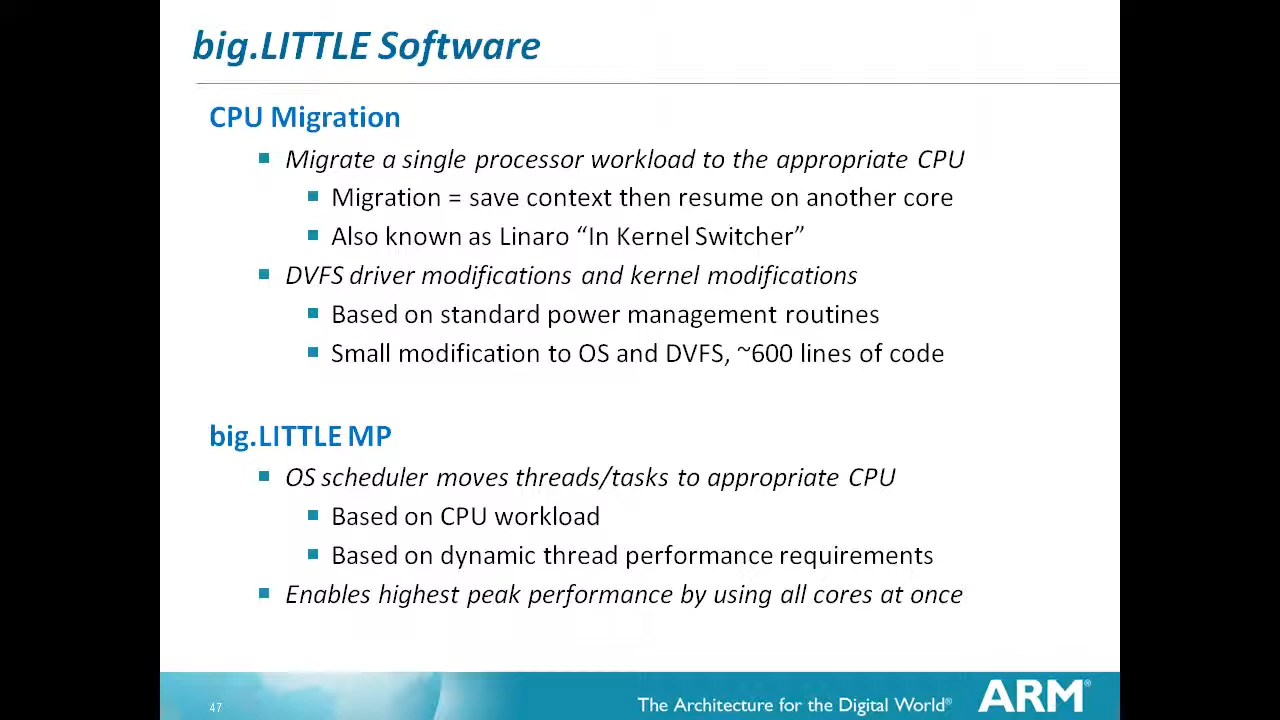 big.LITTLE Software
CPU Migration
Migrate a single processor workload to the appropriate CPU
Migration = save context then resume on another core
Also known as Linaro “In Kernel Switcher”
DVFS driver modifications and kernel modifications
Based on standard power management routines
Small modification to OS and DVFS, ~600 lines of code
big.LITTLE MP
OS scheduler moves threads/tasks to appropriate CPU
Based on CPU workload
Based on dynamic thread performance requirements
Enables highest peak performance by using all cores at once
47
The Architecture for the Digital World®
ARM®